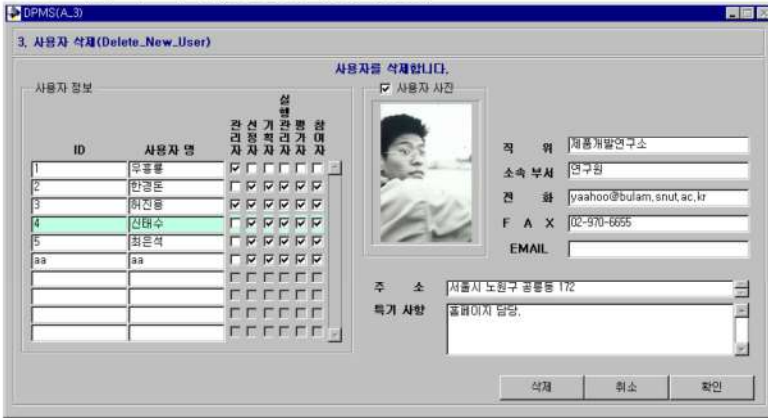 DPMS(A_3)
3. 사용자 삭제(Delete_New_User)
사용자를 삭제합니다.
사용자 정보
사용자 사진
ID
사용자 명
관리자
선정자
기획자
실행관리자
평가자
참여자
1 우흥룡
2 한경돈
3 허진용
4 신태수
5 최은석
aa aa
직 위 제품개발연구소
소속 부서 연구원
전 화 yaahoo@bulam.snut.ac.kr
F A X 02-970-6655
EMAIL
주 소 서울시 노원구 공릉동 172
특기 사항 홈페이지 담당.
삭제
취소
확인